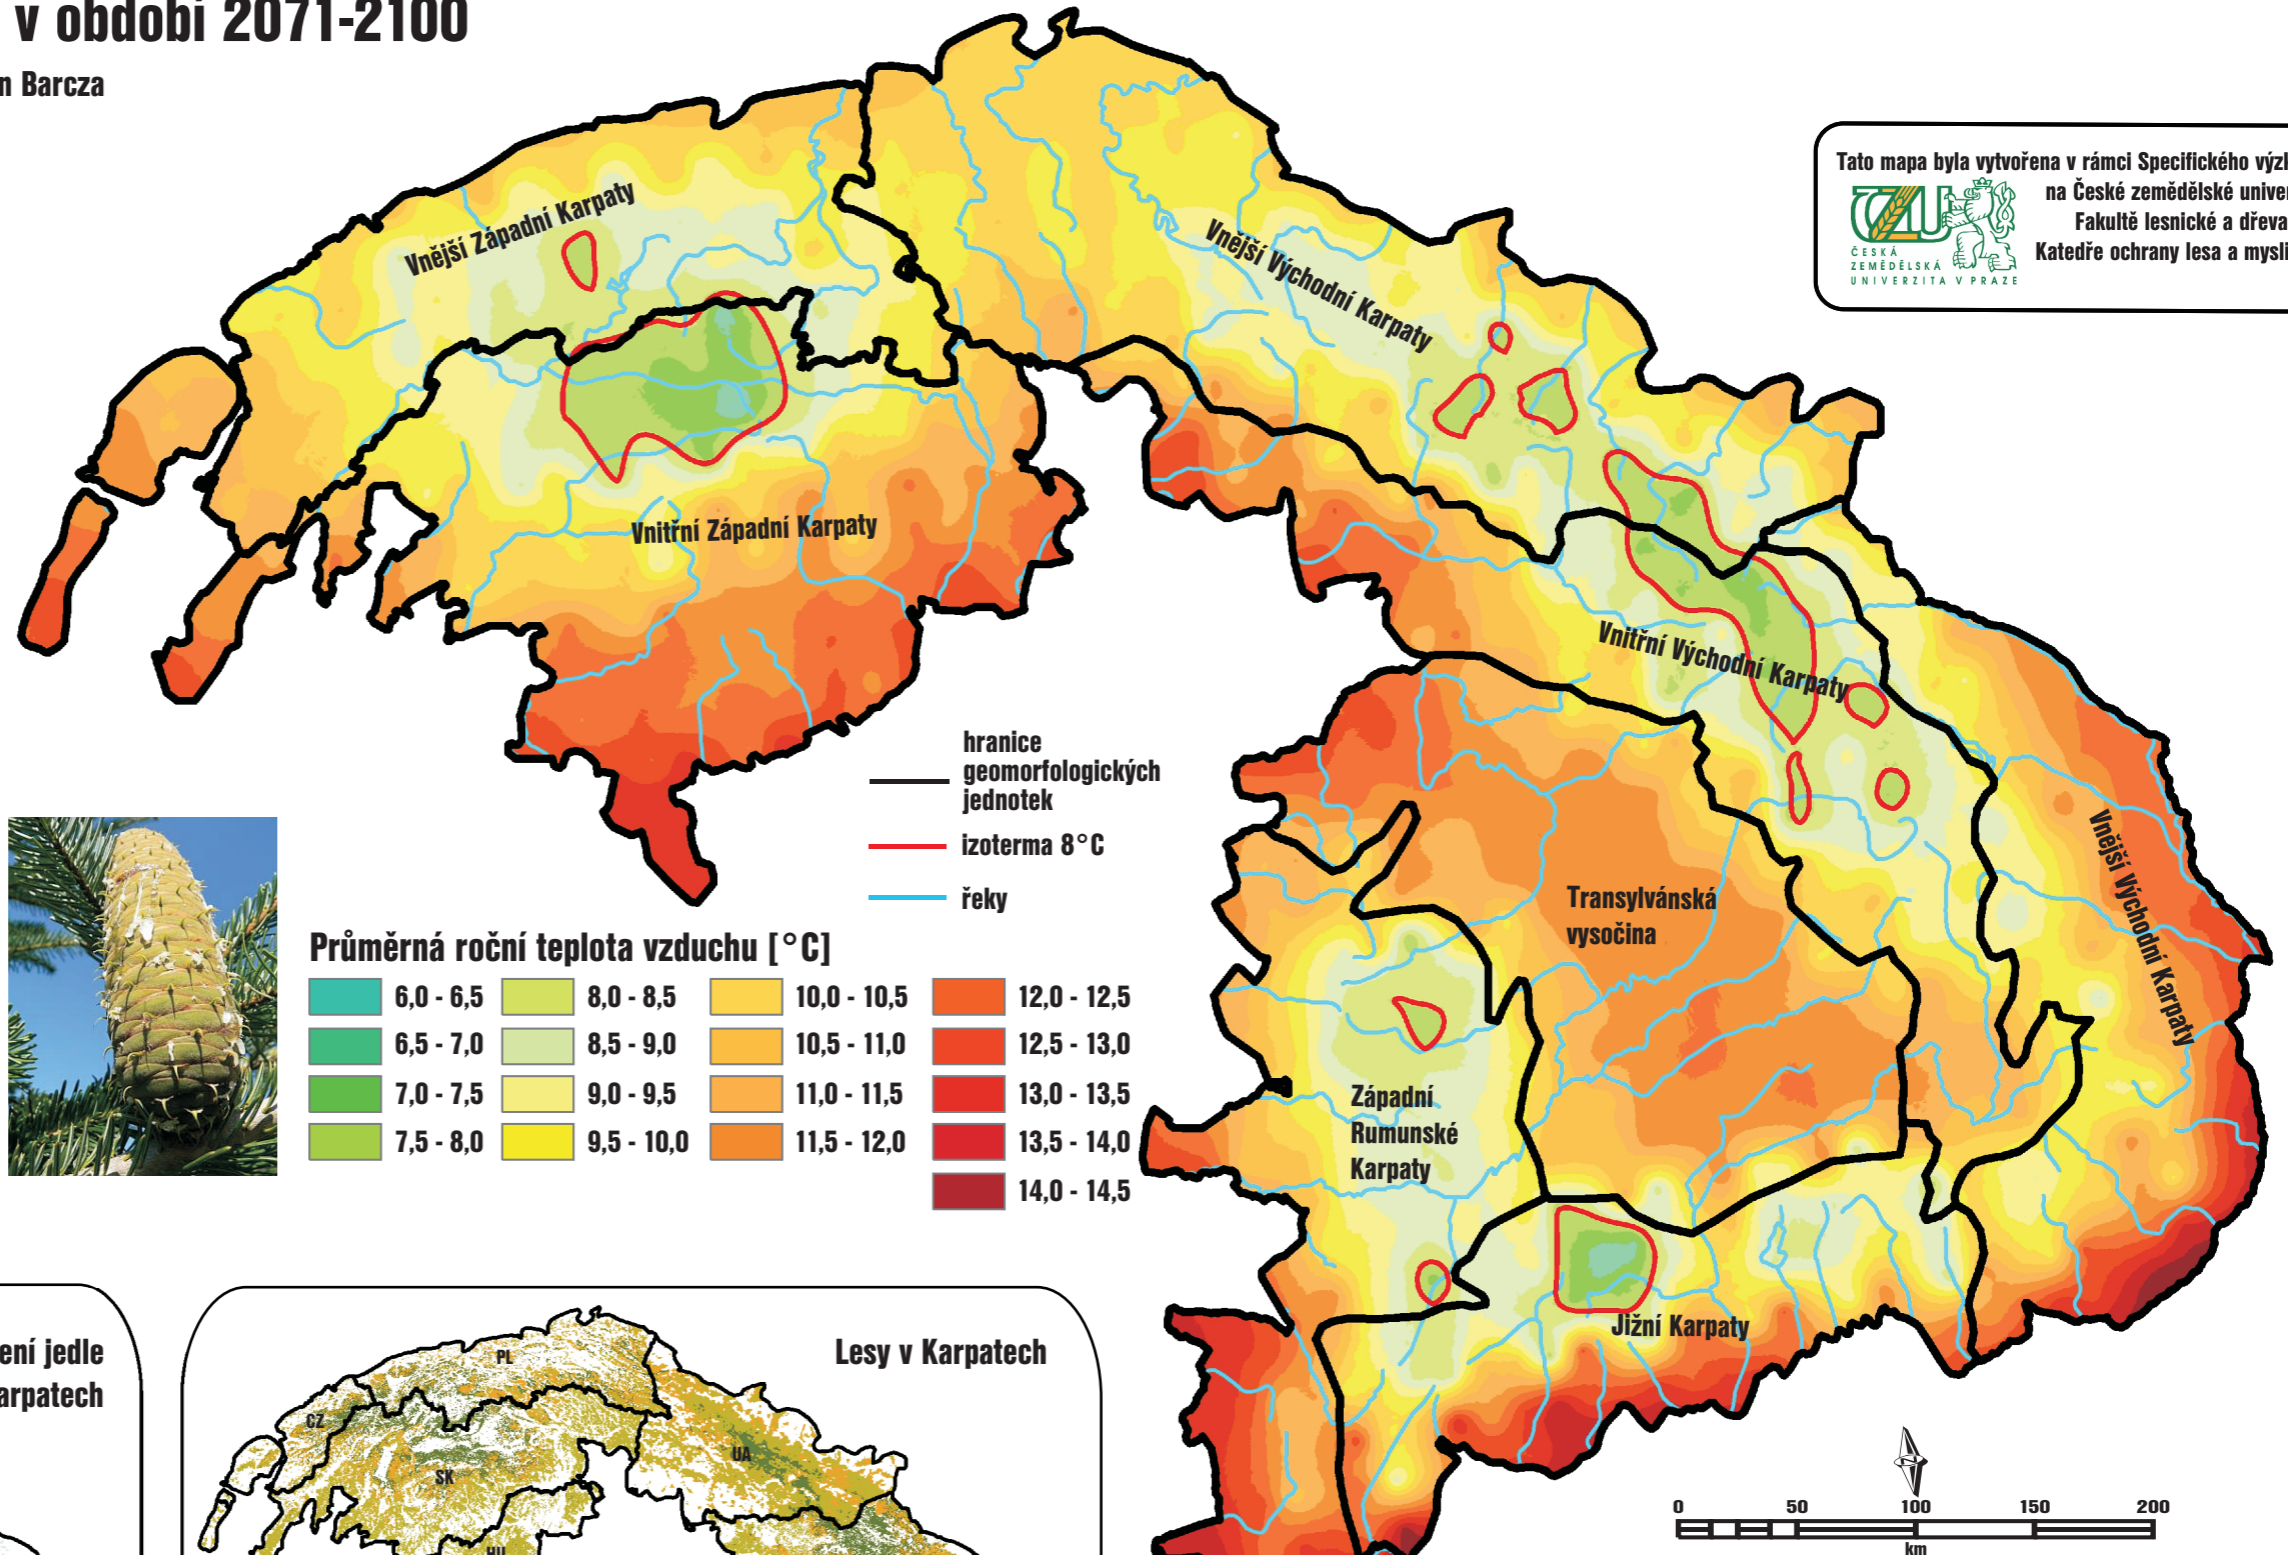 v období 2071-2100
n Barcza
Tato mapa byla vytvořena v rámci Specifického výzk
na České zemědělské univer
Fakultě lesnické a dřeva
Katedře ochrany lesa a mysli
ČZU
ČESKÁ
ZEMĚDĚLSKÁ
UNIVERZITA V PRAZE
Vnější Západní Karpaty
Vnější Východní Karpaty
Vnitřní Západní Karpaty
Vnitřní Východní Karpaty
Vnější Východní Karpaty
Transylvánská
vysočina
Západní
Rumunské
Karpaty
Jižní Karpaty
hranice
geomorfologických
jednotek
izoterma 8°C
řeky
Průměrná roční teplota vzduchu [°C]
6,0 - 6,5
6,5 - 7,0
7,0 - 7,5
7,5 - 8,0
8,0 - 8,5
8,5 - 9,0
9,0 - 9,5
9,5 - 10,0
10,0 - 10,5
10,5 - 11,0
11,0 - 11,5
11,5 - 12,0
12,0 - 12,5
12,5 - 13,0
13,0 - 13,5
13,5 - 14,0
14,0 - 14,5
ení jedle
arpatech
Lesy v Karpatech
PL
CZ
SK
UA
HU
N
0 50 100 150 200
km